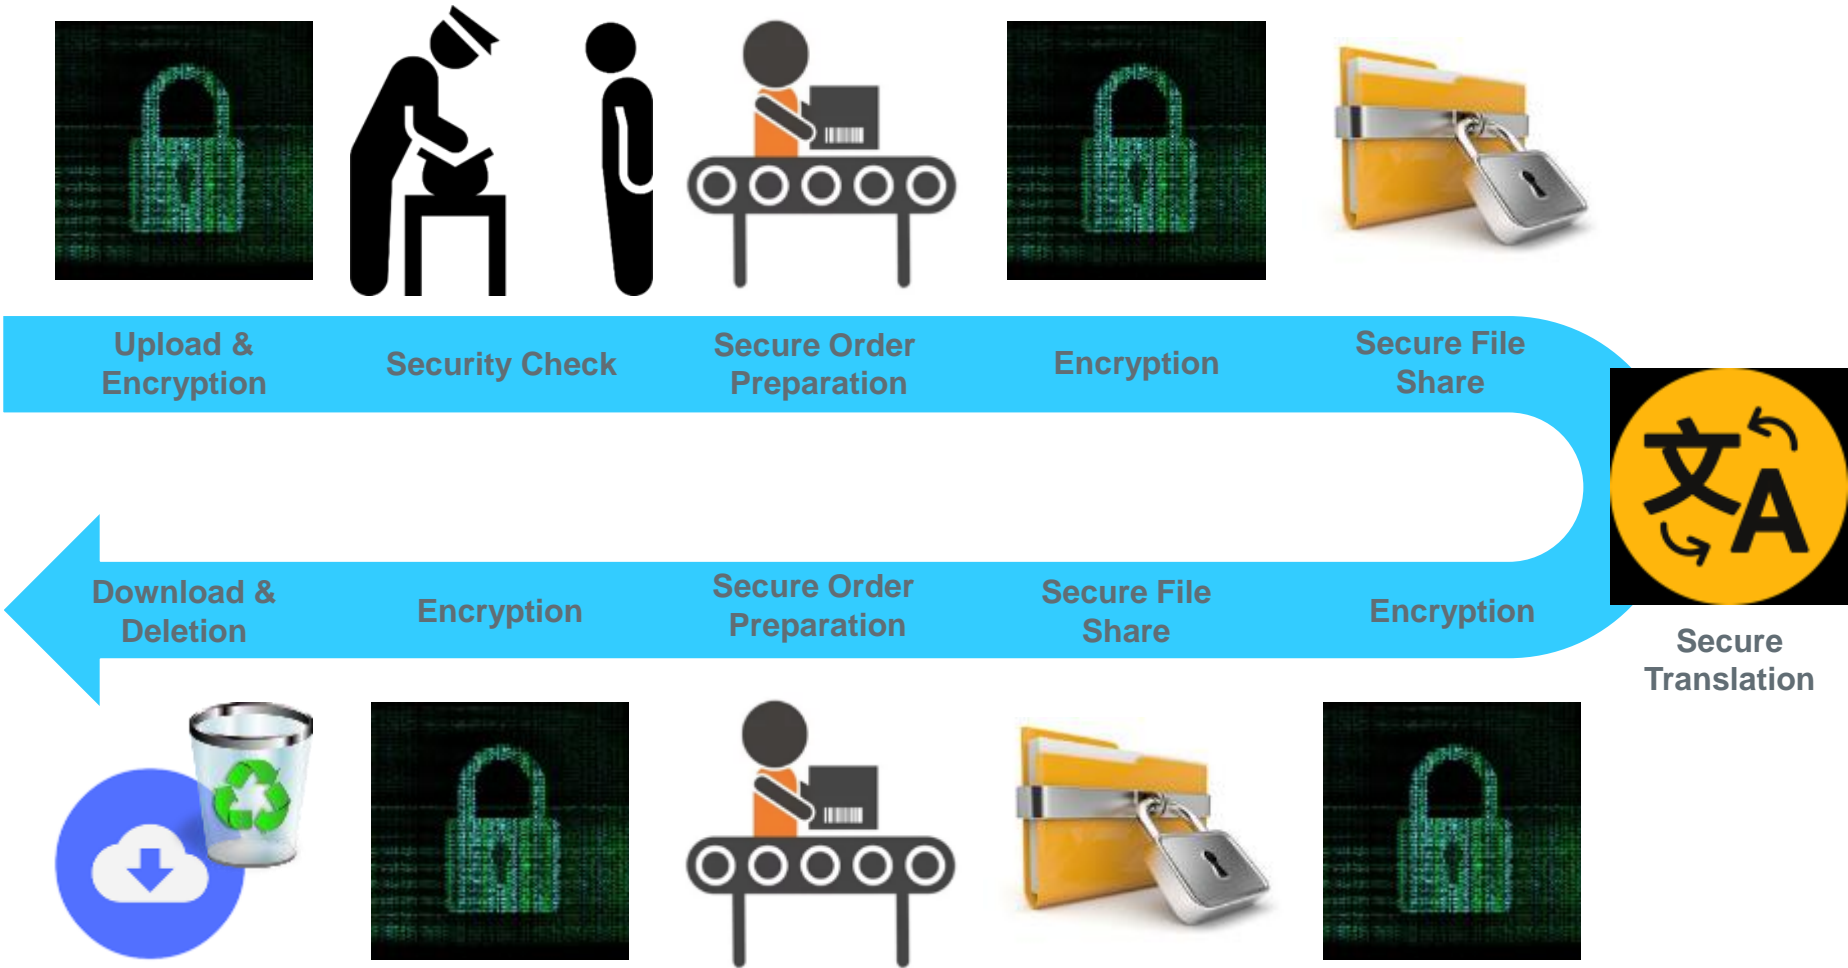 Upload &
Encryption
Security Check
Secure Order
Preparation
Encryption
Secure File
Share
文A
Secure
Translation
Encryption
Secure File
Share
Secure Order
Preparation
Encryption
Download &
Deletion